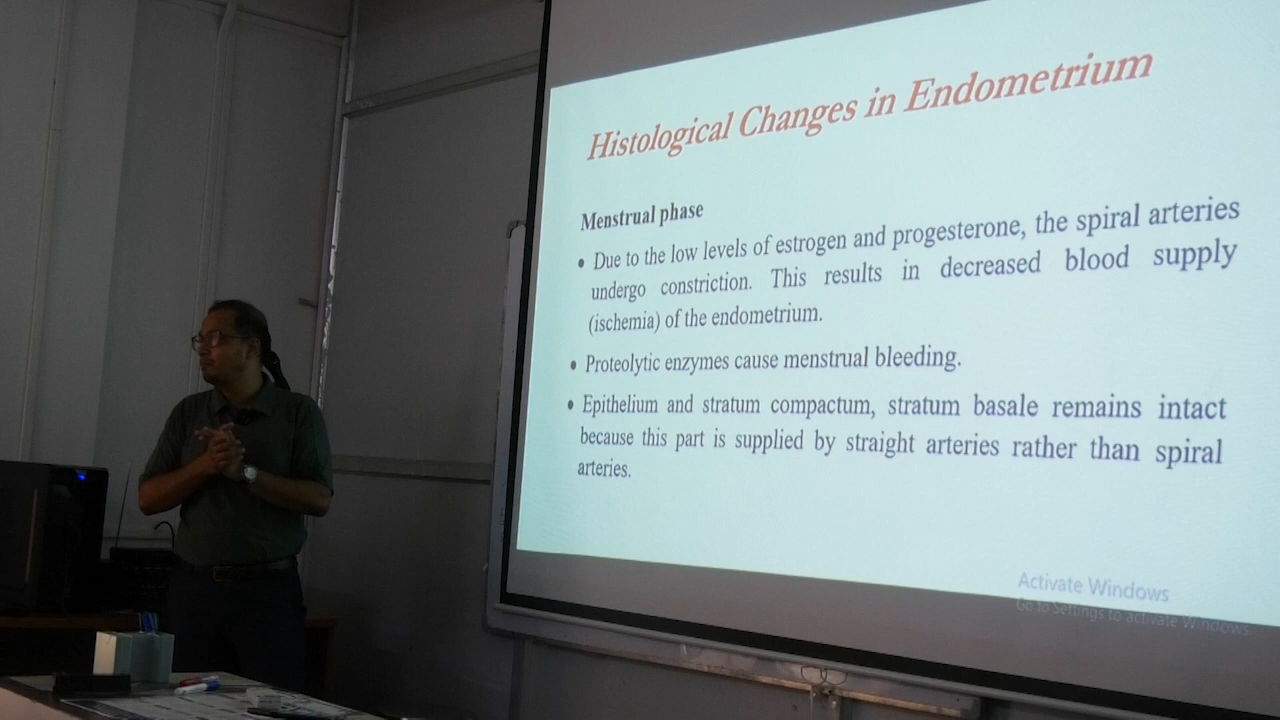 Histological Changes in Endometrium
Menstrual phase
• Due to the low levels of estrogen and progesterone, the spiral arteries
undergo constriction. This results in decreased blood supply
(ischemia) of the endometrium.
• Proteolytic enzymes cause menstrual bleeding.
• Epithelium and stratum compactum, stratum basale remains intact
because this part is supplied by straight arteries rather than spiral
arteries.
Activate Windows
Go to Settings to activate Windows.